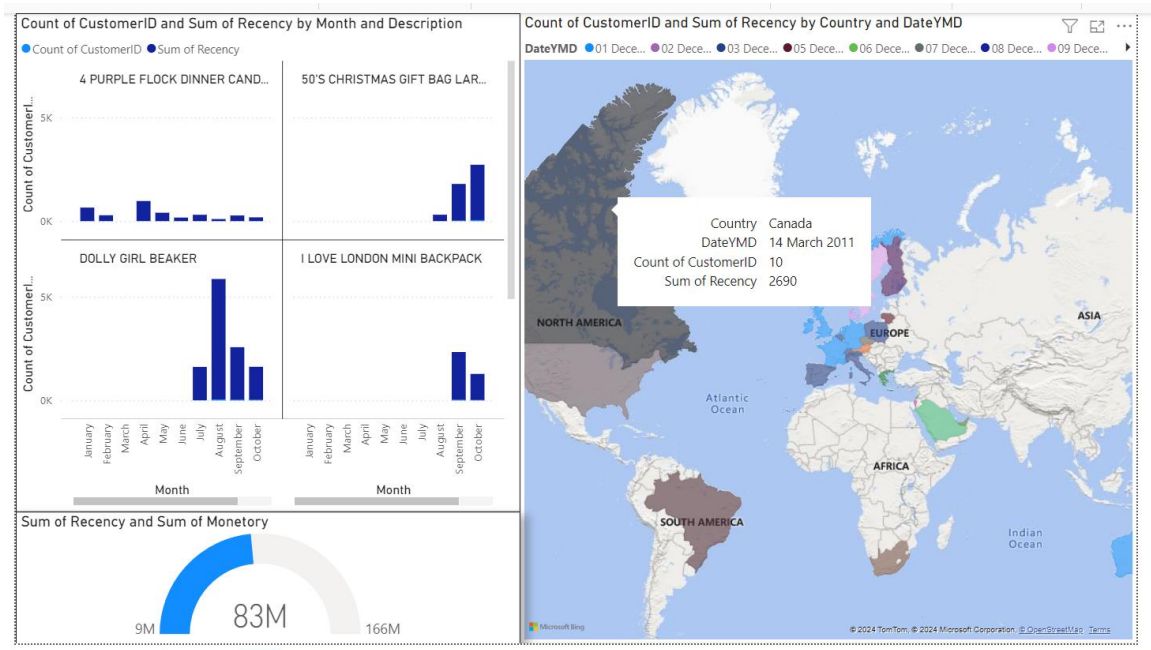 Count of CustomerID and Sum of Recency by Month and Description
Count of CustomerID Sum of Recency
4 PURPLE FLOCK DINNER CAND...
50'S CHRISTMAS GIFT BAG LAR...
Count of CustomerI...
5K
0K
DOLLY GIRL BEAKER
I LOVE LONDON MINI BACKPACK
Count of CustomerI...
5K
0K
January
February
March
April
May
June
July
August
September
October
January
February
March
April
May
June
July
August
September
October
Month
Month
Sum of Recency and Sum of Monetory
9M
83M
166M
Count of CustomerID and Sum of Recency by Country and DateYMD
DateYMD 01 Dece... 02 Dece... 03 Dece... 05 Dece... 06 Dece... 07 Dece... 08 Dece... 09 Dece...
Country Canada
DateYMD 14 March 2011
Count of CustomerID 10
Sum of Recency 2690
NORTH AMERICA
EUROPE
ASIA
Atlantic
Ocean
AFRICA
SOUTH AMERICA
Indian
Ocean
Microsoft Bing
© 2024 TomTom, © 2024 Microsoft Corporation, © OpenStreetMap Terms